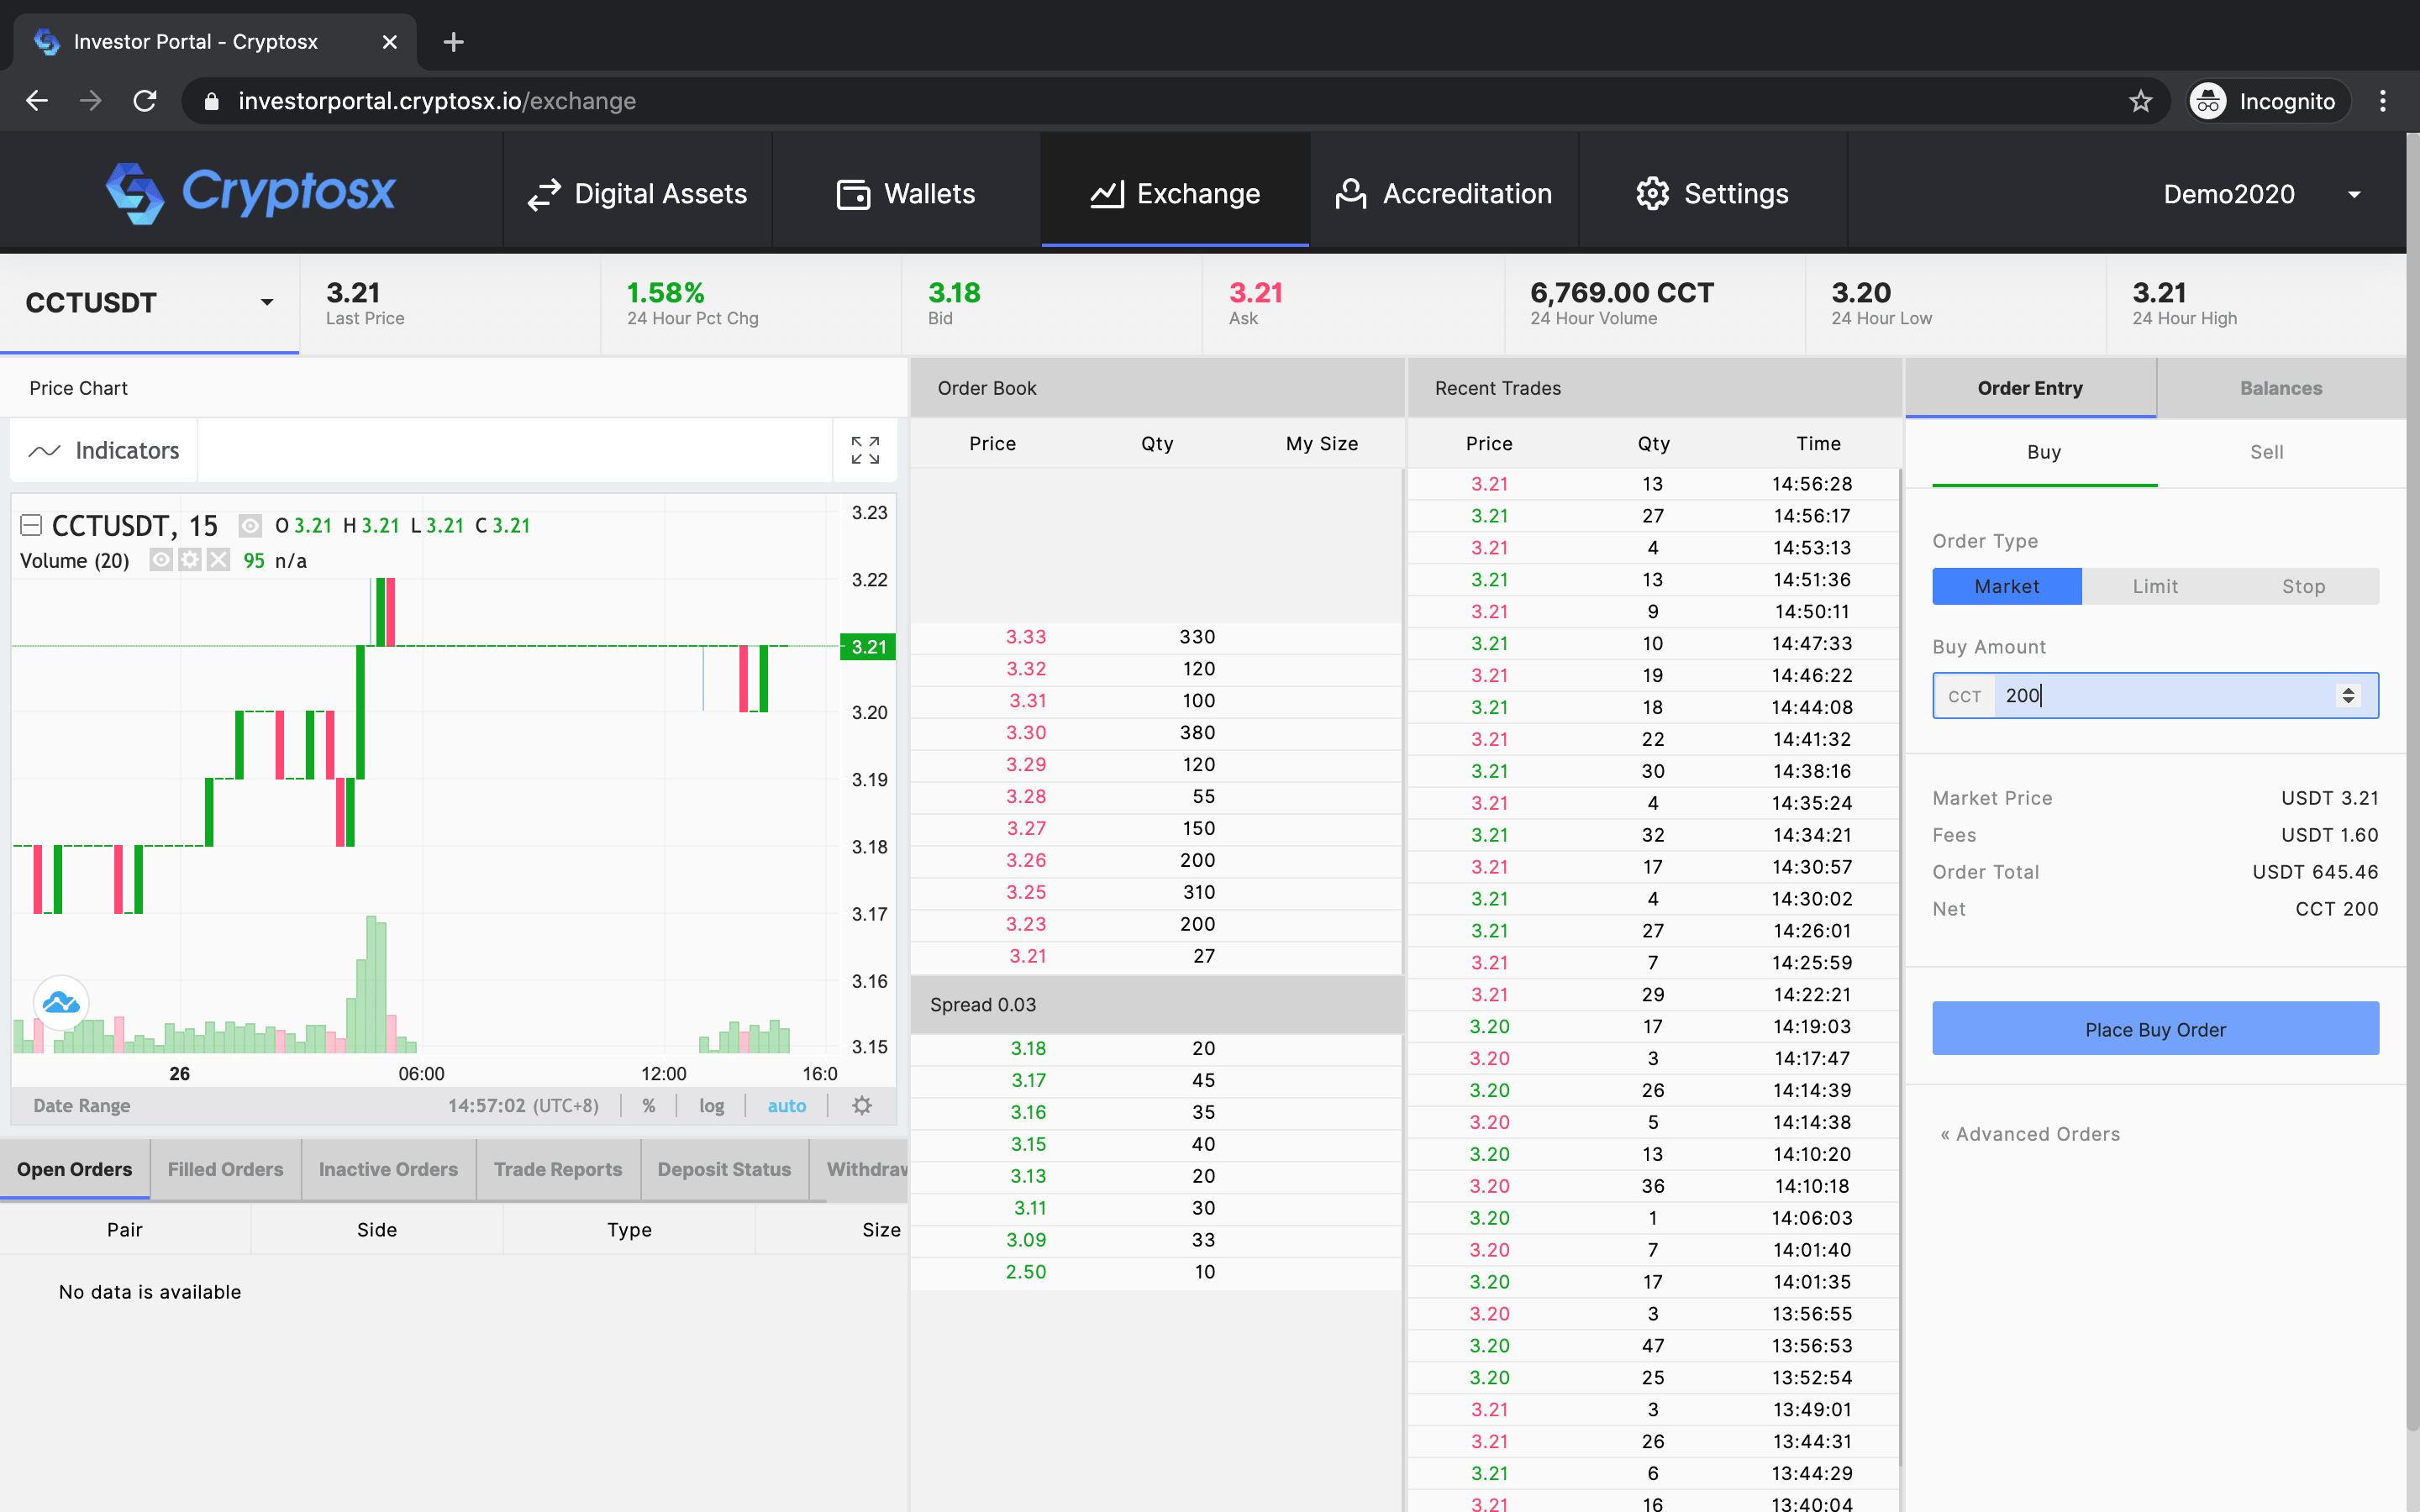 Investor Portal - Cryptosx
investorportal.cryptosx.io/exchange
Incognito
Cryptosx
Digital Assets
Wallets
Exchange
Accreditation
Settings
Demo2020
CCTUSDT
3.21
Last Price
1.58%
24 Hour Pct Chg
3.18
Bid
3.21
Ask
6,769.00 CCT
24 Hour Volume
3.20
24 Hour Low
3.21
24 Hour High
Price Chart
Indicators
CCTUSDT, 15 O 3.21 H 3.21 L 3.21 C 3.21
Volume (20) 95 n/a
3.23
3.22
3.21
3.20
3.19
3.18
3.17
3.16
3.15
26 06:00 12:00 16:0
Date Range 14:57:02 (UTC+8) % log auto
Open Orders Filled Orders Inactive Orders Trade Reports Deposit Status Withdraw
Pair Side Type Size
No data is available
Order Book
Price Qty My Size
3.33 330
3.32 120
3.31 100
3.30 380
3.29 120
3.28 55
3.27 150
3.26 200
3.25 310
3.23 200
3.21 27
Spread 0.03
3.18 20
3.17 45
3.16 35
3.15 40
3.13 20
3.11 30
3.09 33
2.50 10
Recent Trades
Price Qty Time
3.21 13 14:56:28
3.21 27 14:56:17
3.21 4 14:53:13
3.21 13 14:51:36
3.21 9 14:50:11
3.21 10 14:47:33
3.21 19 14:46:22
3.21 18 14:44:08
3.21 22 14:41:32
3.21 30 14:38:16
3.21 4 14:35:24
3.21 32 14:34:21
3.21 17 14:30:57
3.21 4 14:30:02
3.21 27 14:26:01
3.21 7 14:25:59
3.21 29 14:22:21
3.20 17 14:19:03
3.20 3 14:17:47
3.20 26 14:14:39
3.20 5 14:14:38
3.20 13 14:10:20
3.20 36 14:10:18
3.20 1 14:06:03
3.20 7 14:01:40
3.20 17 14:01:35
3.20 3 13:56:55
3.20 47 13:56:53
3.20 25 13:52:54
3.21 3 13:49:01
3.21 26 13:44:31
3.21 6 13:44:29
3.21 16 13:40:04
Order Entry Balances
Buy Sell
Order Type
Market Limit Stop
Buy Amount
CCT 200
Market Price USDT 3.21
Fees USDT 1.60
Order Total USDT 645.46
Net CCT 200
Place Buy Order
« Advanced Orders